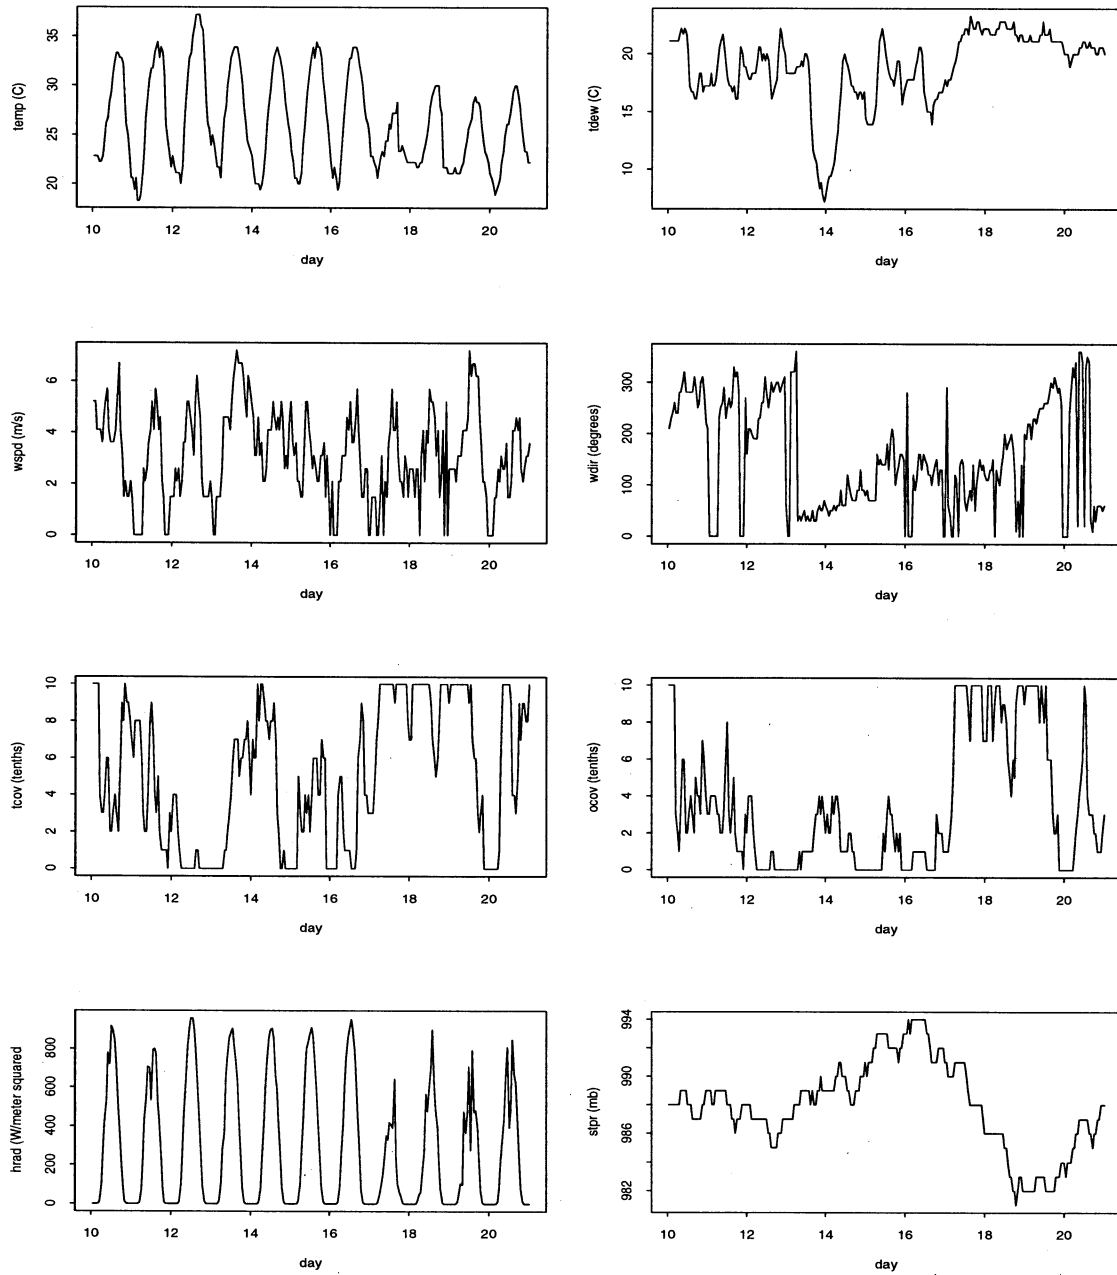 temp (C)
35
30
25
20
10 12 14 16 18 20
day
tdew (C)
20
15
10
10 12 14 16 18 20
day
wspd (m/s)
6
4
2
0
10 12 14 16 18 20
day
wdir (degrees)
300
200
100
0
10 12 14 16 18 20
day
tcov (tenths)
10
8
6
4
2
0
10 12 14 16 18 20
day
ocov (tenths)
10
8
6
4
2
0
10 12 14 16 18 20
day
hrad (W/meter squared
800
600
400
200
0
10 12 14 16 18 20
day
stpr (mb)
994
990
986
982
10 12 14 16 18 20
day